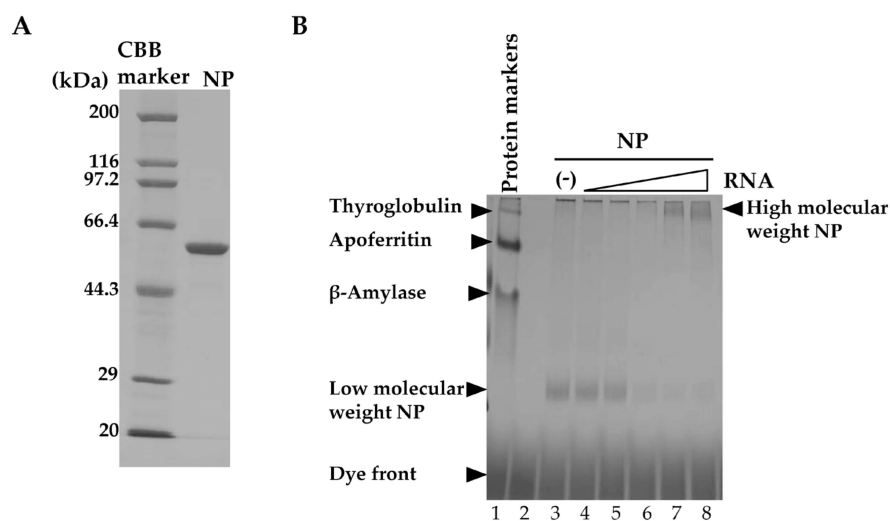 A
CBB
(kDa) marker NP
200
116
97.2
66.4
44.3
29
20
B
Protein markers
NP
(-)
RNA
Thyroglobulin
High molecular
weight NP
Apoferritin
β-Amylase
Low molecular
weight NP
Dye front
1 2 3 4 5 6 7 8